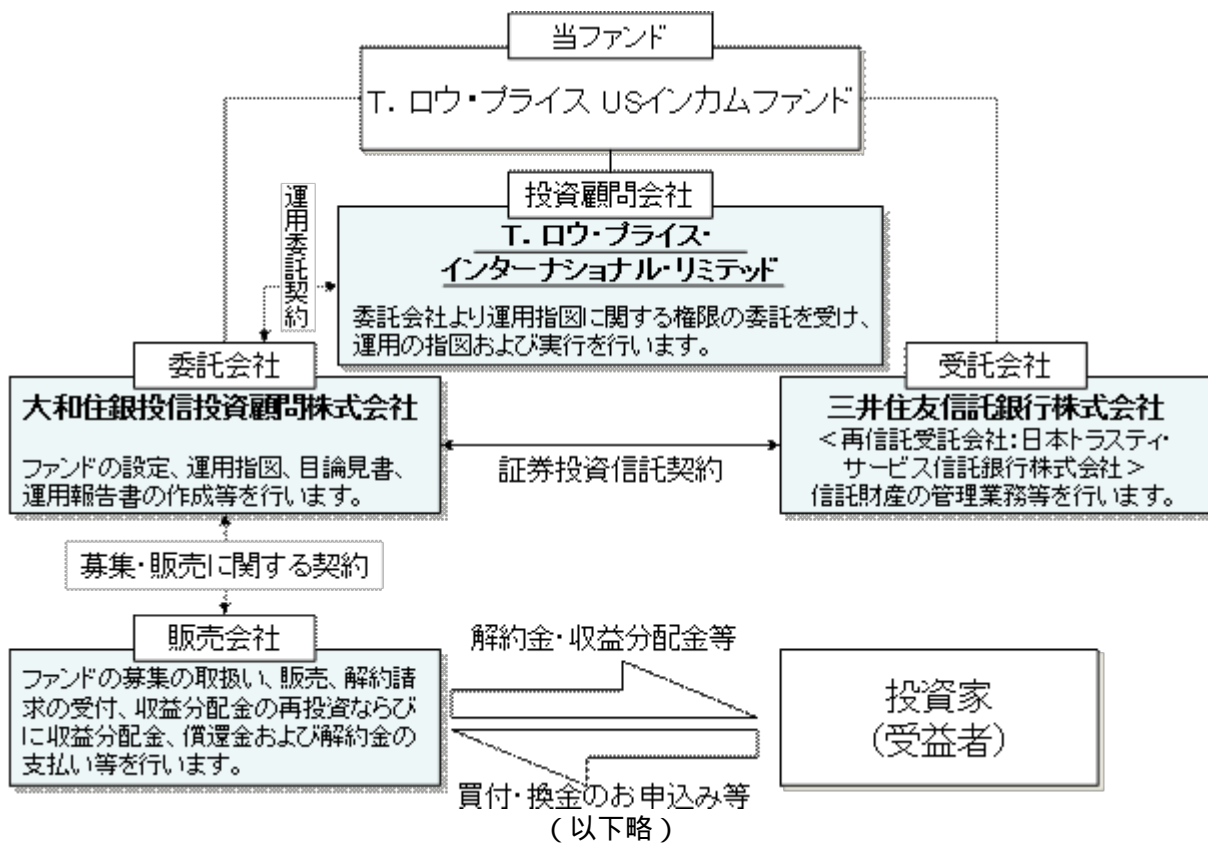 当ファンド
T. ロウ・プライス USインカムファンド
投資顧問会社
T. ロウ・プライス・
インターナショナル・リミテッド
委託会社より運用指図に関する権限の委託を受け、
運用の指図および実行を行います。
運用委託契約
委託会社
大和住銀投信投資顧問株式会社
ファンドの設定、運用指図、目論見書、
運用報告書の作成等を行います。
証券投資信託契約
受託会社
三井住友信託銀行株式会社
＜再信託受託会社：日本トラスティ・
サービス信託銀行株式会社＞
信託財産の管理業務等を行います。
募集・販売に関する契約
販売会社
ファンドの募集の取扱い、販売、解約請
求の受付、収益分配金の再投資ならび
に収益分配金、償還金および解約金の
支払い等を行います。
解約金・収益分配金等
買付・換金のお申込み等
投資家
(受益者)
(以下略)